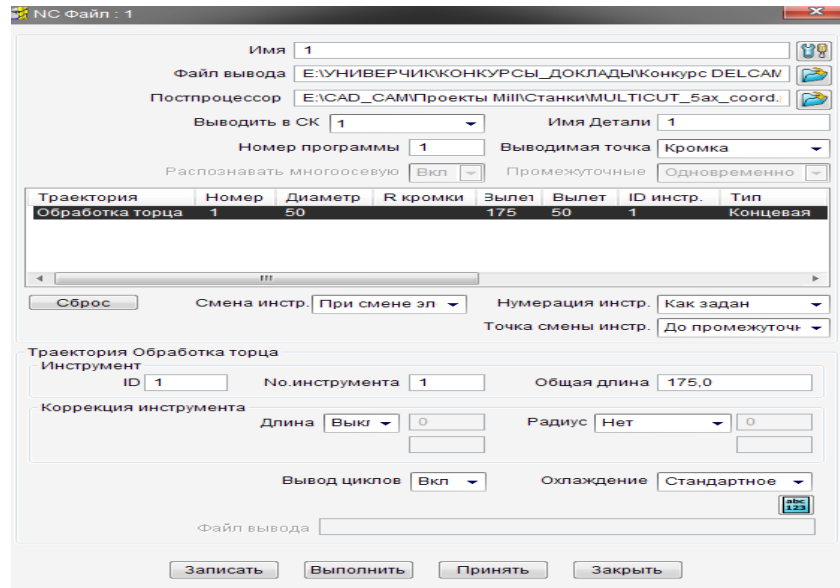 NC Файл : 1
Имя 1
Файл вывода E:\УНИВЕРЧИК\КОНКУРСЫ_ДОКЛАДЫ\Конкурс DELCAM
Постпроцессор E:\CAD_CAM\Проекты Mill\Станки\MULTICUT_5ax_coord.
Выводить в СК 1 Имя Детали 1
Номер программы 1 Выводимая точка Кромка
Распознавать многоосевую Вкл Промежуточные Одновременно
Траектория Номер Диаметр R кромки Вылет Вылет ID инстр. Тип
Обработка торца 1 50 175 50 1 Концевая
Сброс Смена инстр. При смене эл Нумерация инстр. Как задан
Точка смены инстр. До промежуточн
Траектория Обработка торца
Инструмент
ID 1 No.инструмента 1 Общая длина 175,0
Коррекция инструмента
Длина Выкл 0 Радиус Нет 0
Вывод циклов Вкл Охлаждение Стандартное
abc
123
Файл вывода
Записать Выполнить Принять Закрыть